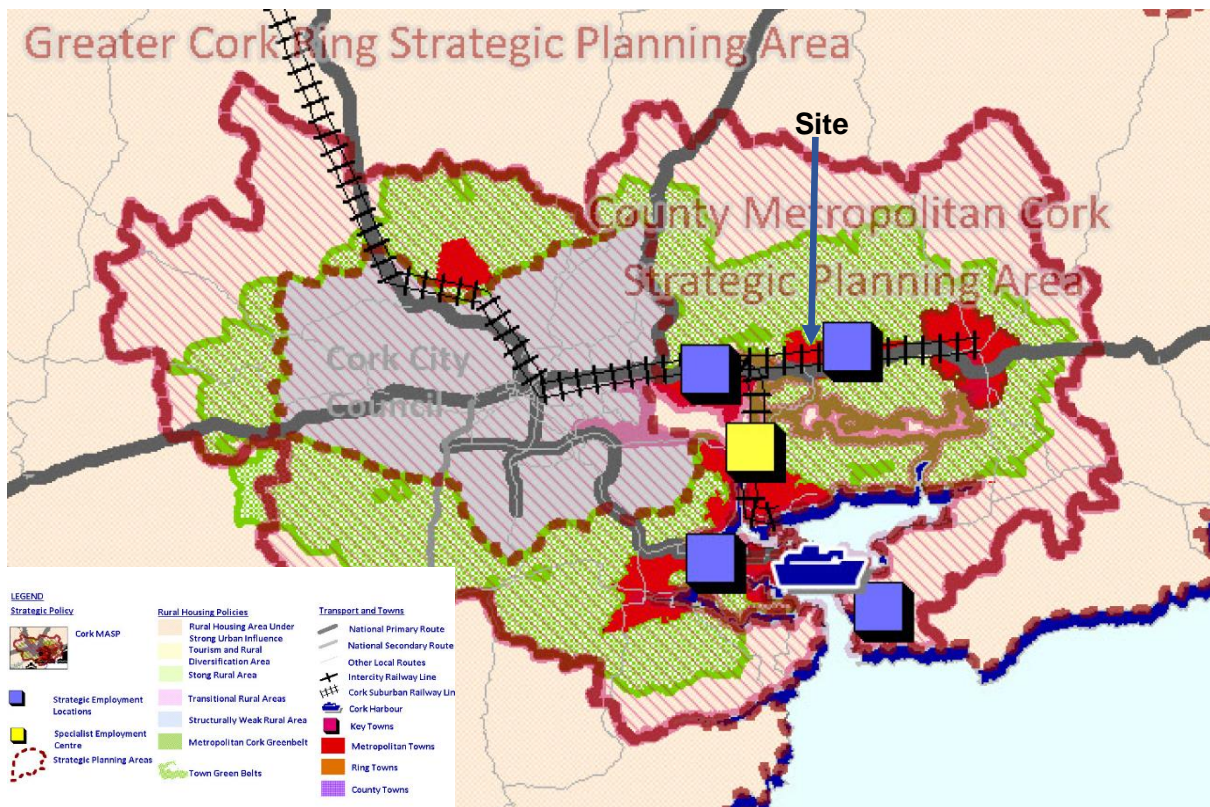 Greater Cork Ring Strategic Planning Area
Site
County Metropolitan Cork
Strategic Planning Area
Cork City
Council
LEGEND
Strategic Policy
Cork MASP
Strategic Employment
Locations
Specialist Employment
Centre
Strategic Planning Areas
Rural Housing Policies
Rural Housing Area Under
Strong Urban Influence
Tourism and Rural
Diversification Area
Stong Rural Area
Transitional Rural Areas
Structurally Weak Rural Area
Metropolitan Cork Greenbelt
Town Green Belts
Transport and Towns
National Primary Route
National Secondary Route
Other Local Routes
Intercity Railway Line
Cork Suburban Railway Lin
Cork Harbour
Key Towns
Metropolitan Towns
Ring Towns
County Towns